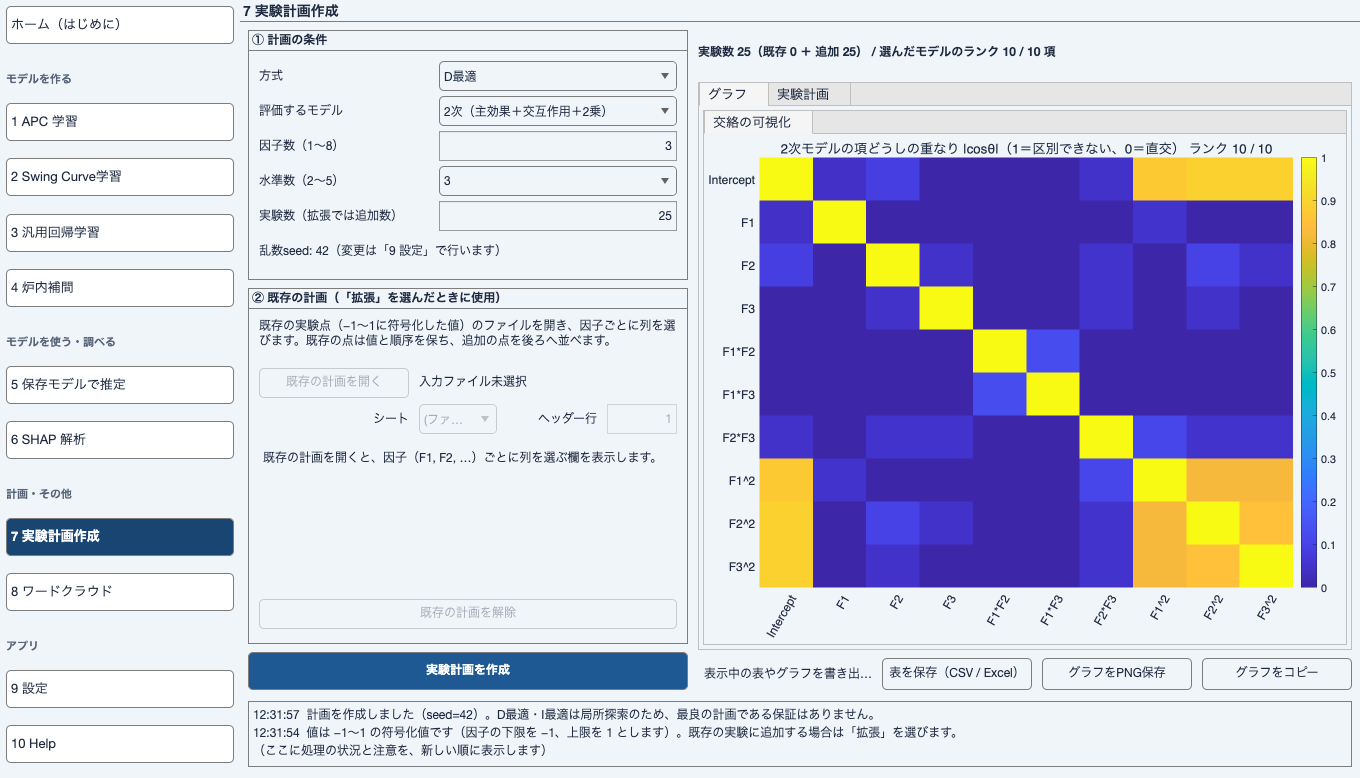 ホーム（はじめに）
モデルを作る
1 APC 学習
2 Swing Curve学習
3 汎用回帰学習
4 炉内補間
モデルを使う・調べる
5 保存モデルで推定
6 SHAP 解析
計画・その他
7 実験計画作成
8 ワードクラウド
アプリ
9 設定
10 Help
7 実験計画作成
① 計画の条件
方式
D最適
評価するモデル
2次（主効果＋交互作用＋2乗）
因子数（1〜8）
3
水準数（2〜5）
3
実験数（拡張では追加数）
25
乱数seed: 42（変更は「9 設定」で行います）
② 既存の計画（「拡張」を選んだときに使用）
既存の実験点（−1〜1に符号化した値）のファイルを開き、因子ごとに列を選
びます。既存の点は値と順序を保ち、追加の点を後ろへ並べます。
既存の計画を開く
入力ファイル未選択
シート
(ファ...
ヘッダー行
1
既存の計画を開くと、因子（F1, F2, ...）ごとに列を選ぶ欄を表示します。
既存の計画を解除
実験計画を作成
実験数 25（既存 0 ＋ 追加 25） / 選んだモデルのランク 10 / 10 項
グラフ
実験計画
交絡の可視化
2次モデルの項どうしの重なり |cosθ|（1＝区別できない、0＝直交） ランク 10 / 10
Intercept
F1
F2
F3
F1*F2
F1*F3
F2*F3
F1^2
F2^2
F3^2
Intercept
F1
F2
F3
F1*F2
F1*F3
F2*F3
F1^2
F2^2
F3^2
1
0.9
0.8
0.7
0.6
0.5
0.4
0.3
0.2
0.1
0
表示中の表やグラフを書き出...
表を保存（CSV / Excel）
グラフをPNG保存
グラフをコピー
12:31:57 計画を作成しました（seed=42）。D最適・I最適は局所探索のため、最良の計画である保証はありません。
12:31:54 値は −1〜1 の符号化値です（因子の下限を −1、上限を 1 とします）。既存の実験に追加する場合は「拡張」を選びます。
（ここに処理の状況と注意を、新しい順に表示します）